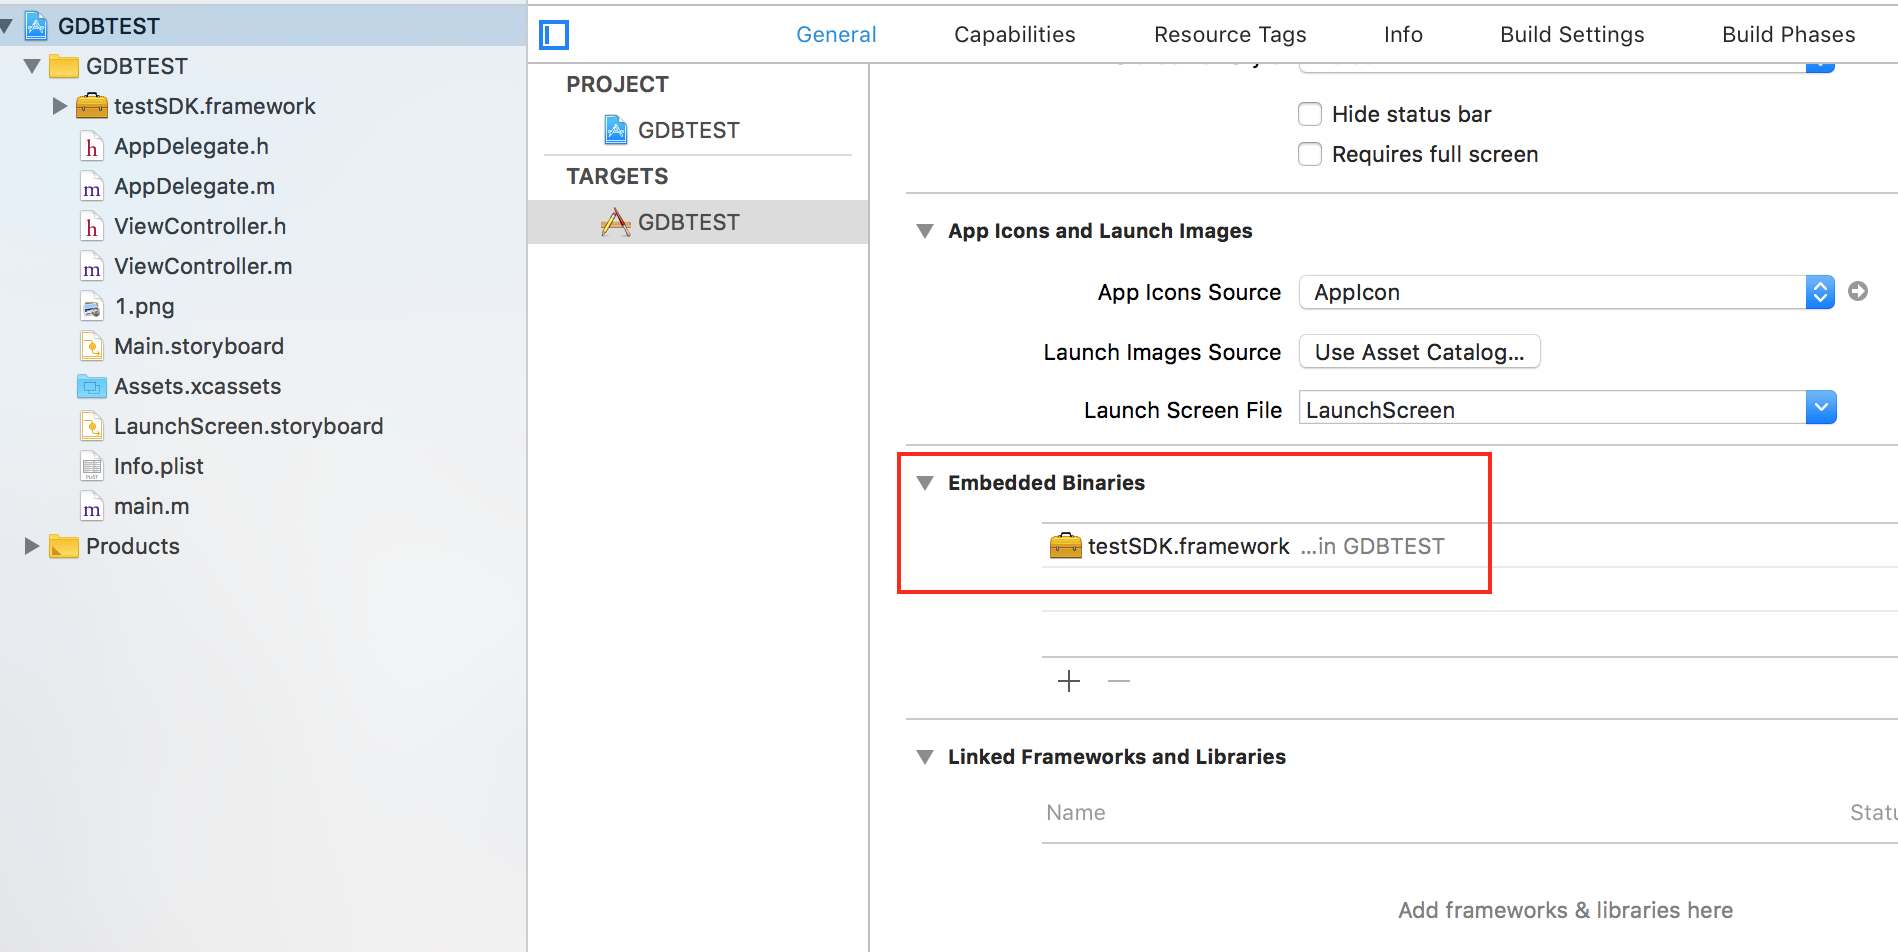 GDBTEST
GDBTEST
testSDK.framework
AppDelegate.h
AppDelegate.m
ViewController.h
ViewController.m
1.png
Main.storyboard
Assets.xcassets
LaunchScreen.storyboard
Info.plist
main.m
Products
General Capabilities Resource Tags Info Build Settings Build Phases
PROJECT
GDBTEST
TARGETS
GDBTEST
Hide status bar
Requires full screen
App Icons and Launch Images
App Icons Source AppIcon
Launch Images Source Use Asset Catalog...
Launch Screen File LaunchScreen
Embedded Binaries
testSDK.framework ...in GDBTEST
Linked Frameworks and Libraries
Name
Add frameworks & libraries here